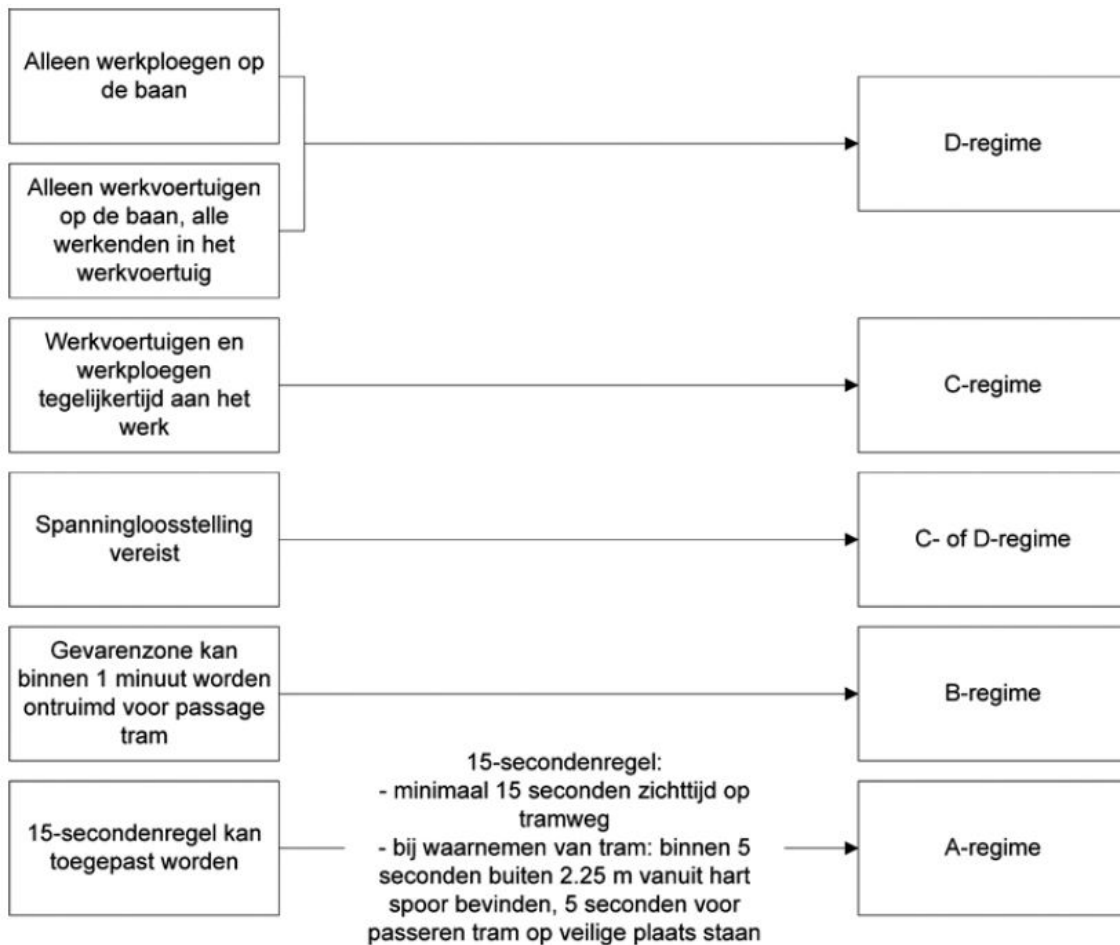 Alleen werkploegen op
de baan
Alleen werkvoertuigen
op de baan, alle
werkenden in het
werkvoertuig
D-regime
Werkvoertuigen en
werkploegen
tegelijkertijd aan het
werk
C-regime
Spanningloosstelling
vereist
C- of D-regime
Gevarenzone kan
binnen 1 minuut worden
ontruimd voor passage
tram
B-regime
15-secondenregel kan
toegepast worden
15-secondenregel:
- minimaal 15 seconden zichttijd op
tramweg
- bij waarnemen van tram: binnen 5
seconden buiten 2.25 m vanuit hart
spoor bevinden, 5 seconden voor
passeren tram op veilige plaats staan
A-regime